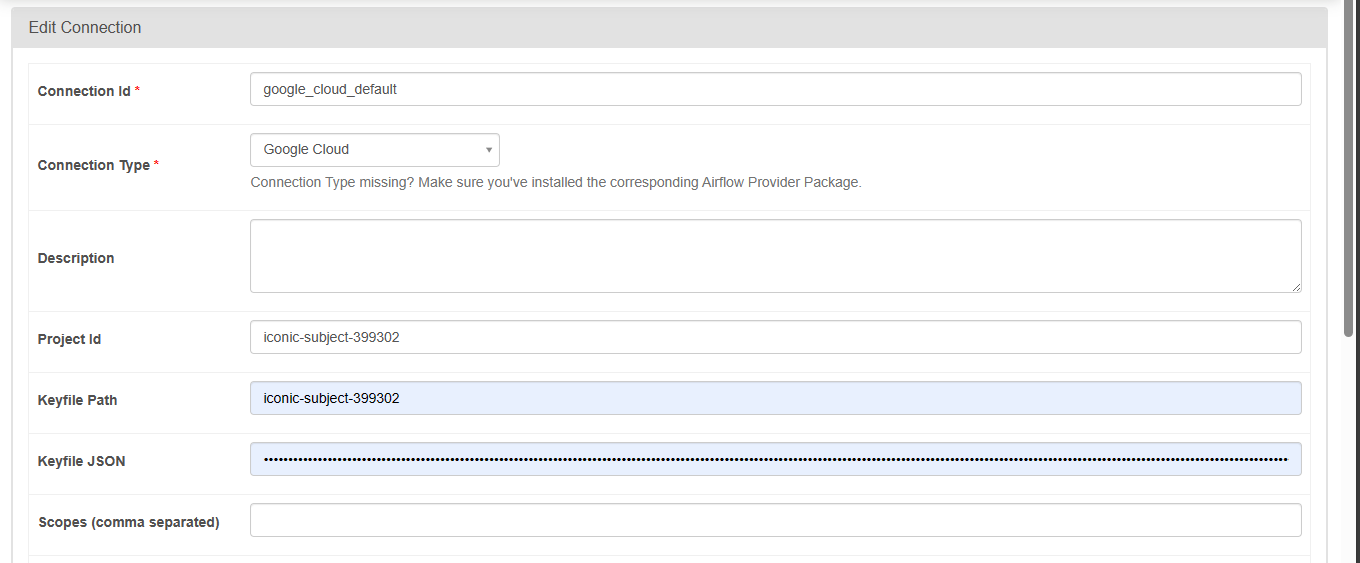 Edit Connection
Connection Id *
google_cloud_default
Connection Type *
Google Cloud
Connection Type missing? Make sure you've installed the corresponding Airflow Provider Package.
Description
Project Id
iconic-subject-399302
Keyfile Path
iconic-subject-399302
Keyfile JSON
Scopes (comma separated)